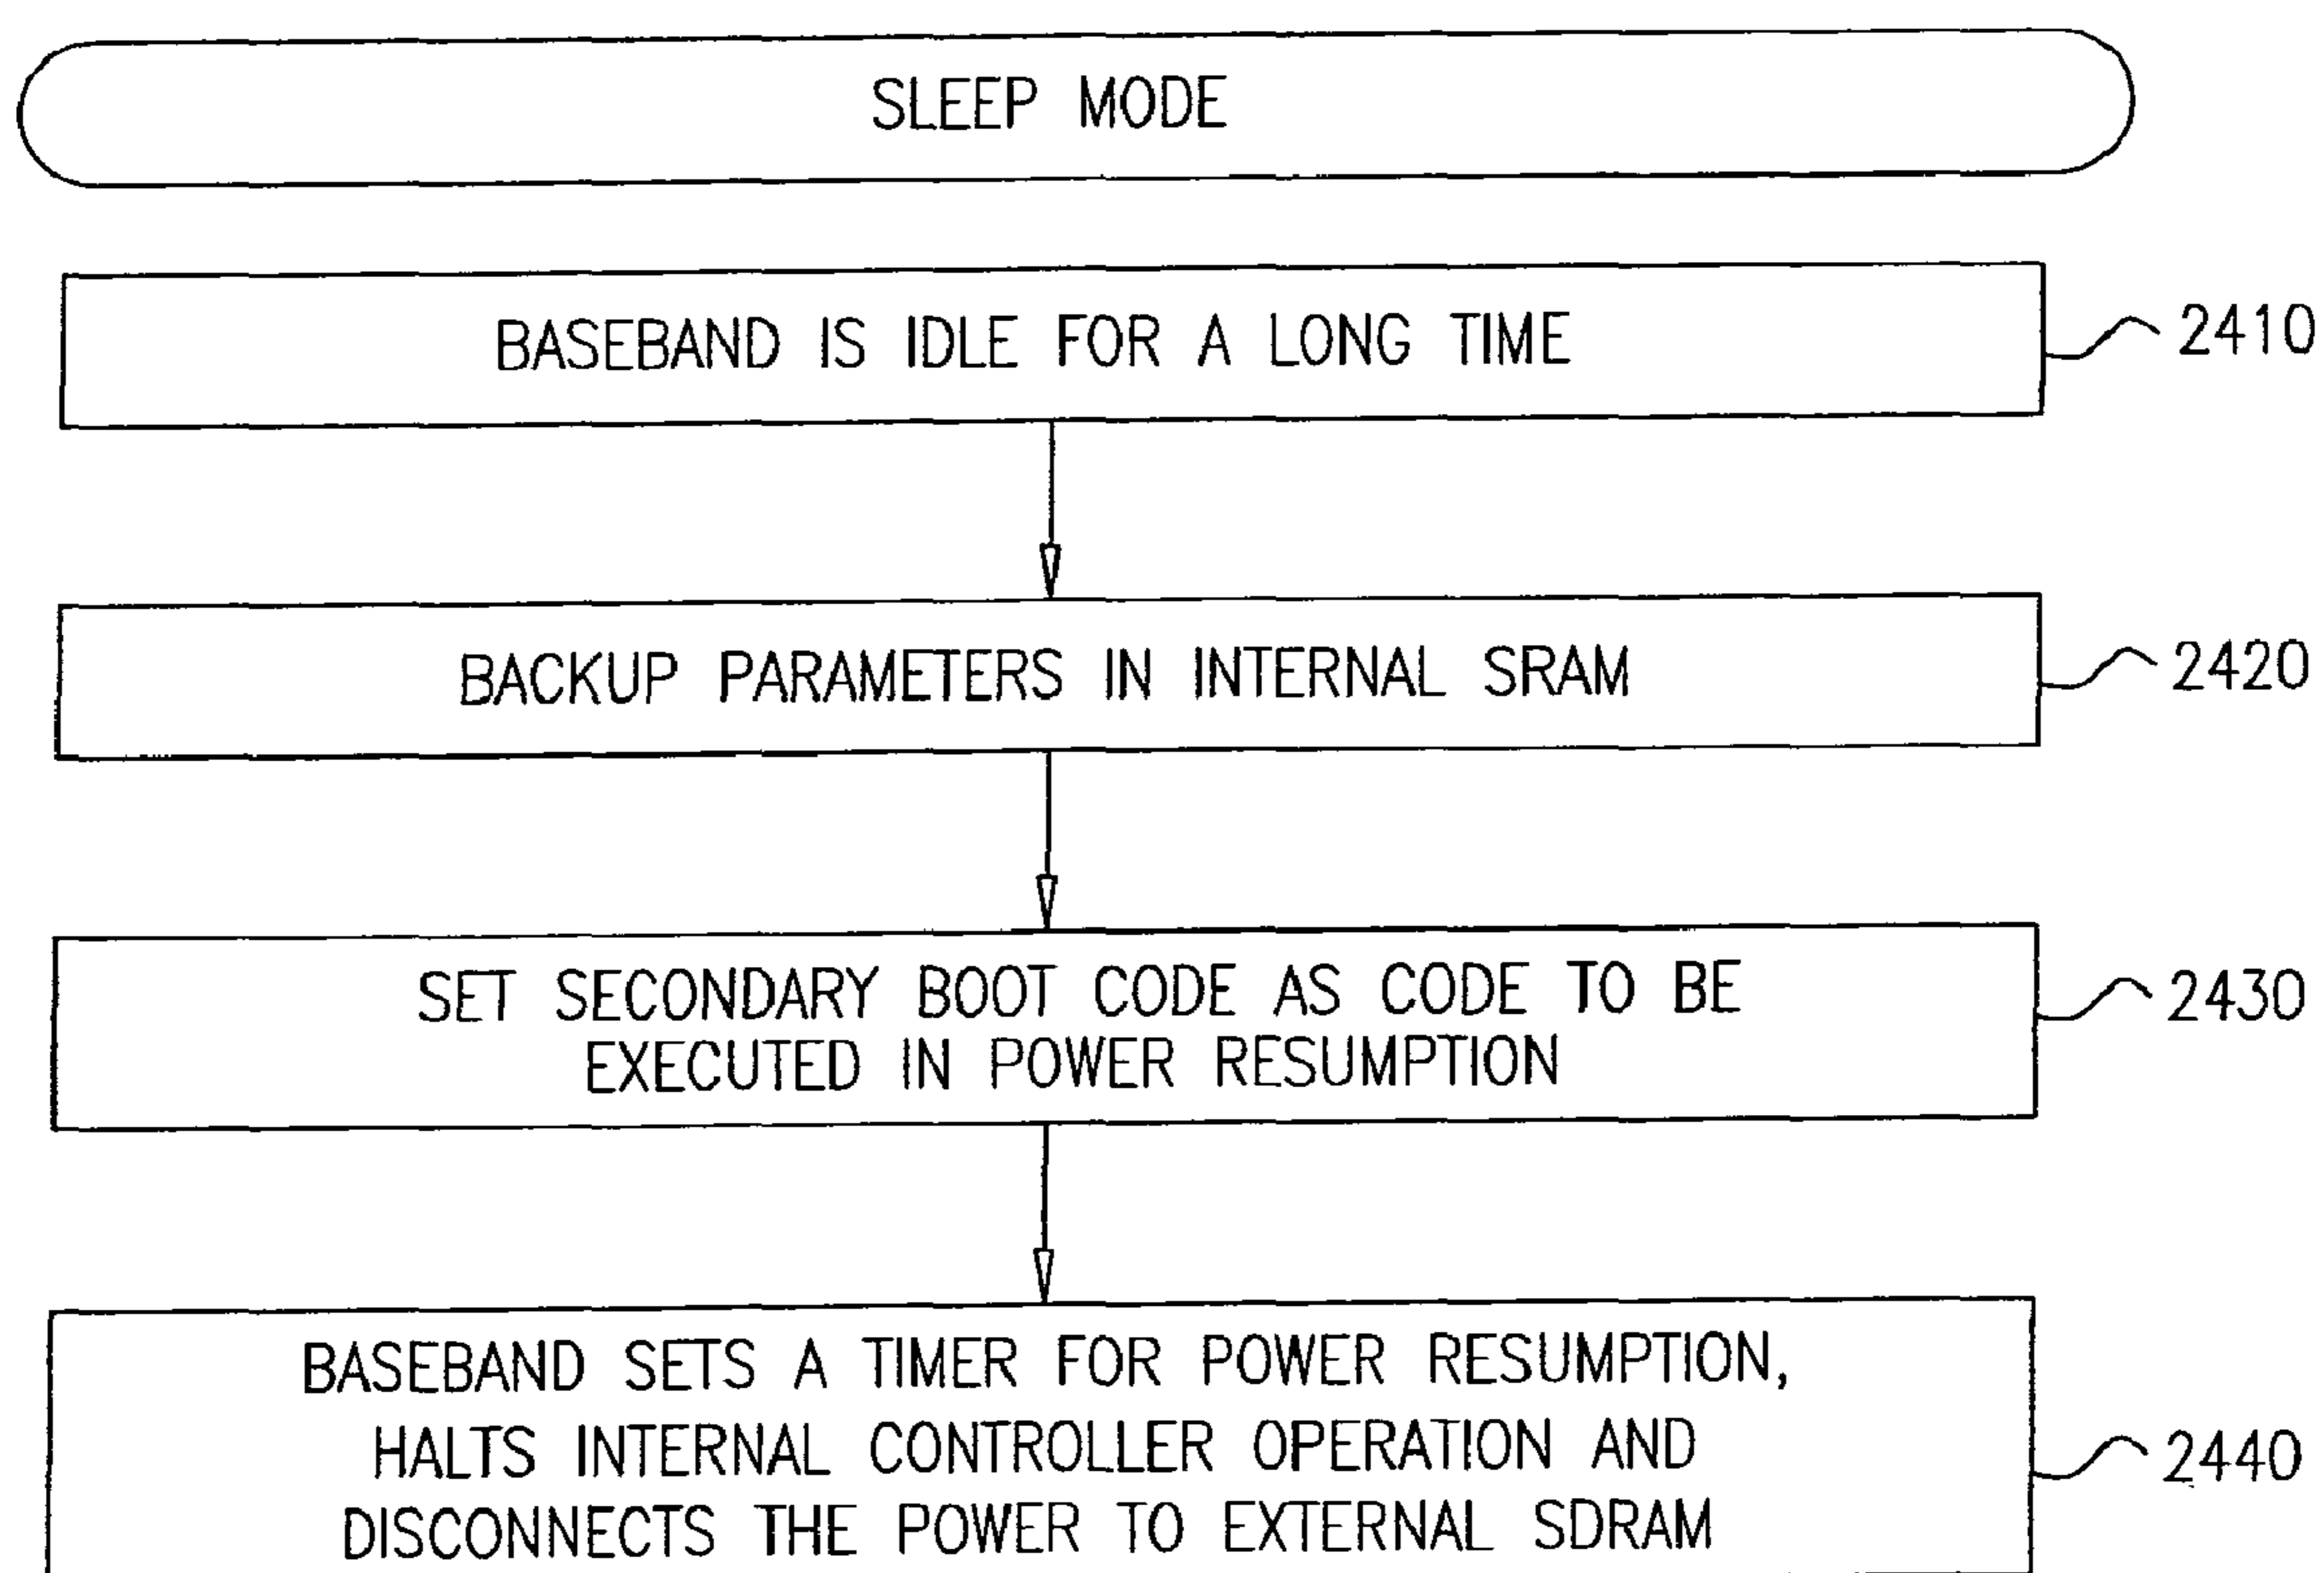 SLEEP MODE
BASEBAND IS IDLE FOR A LONG TIME
2410
BACKUP PARAMETERS IN INTERNAL SRAM
2420
SET SECONDARY BOOT CODE AS CODE TO BE
EXECUTED IN POWER RESUMPTION
2430
BASEBAND SETS A TIMER FOR POWER RESUMPTION,
HALTS INTERNAL CONTROLLER OPERATION AND
DISCONNECTS THE POWER TO EXTERNAL SDRAM
2440